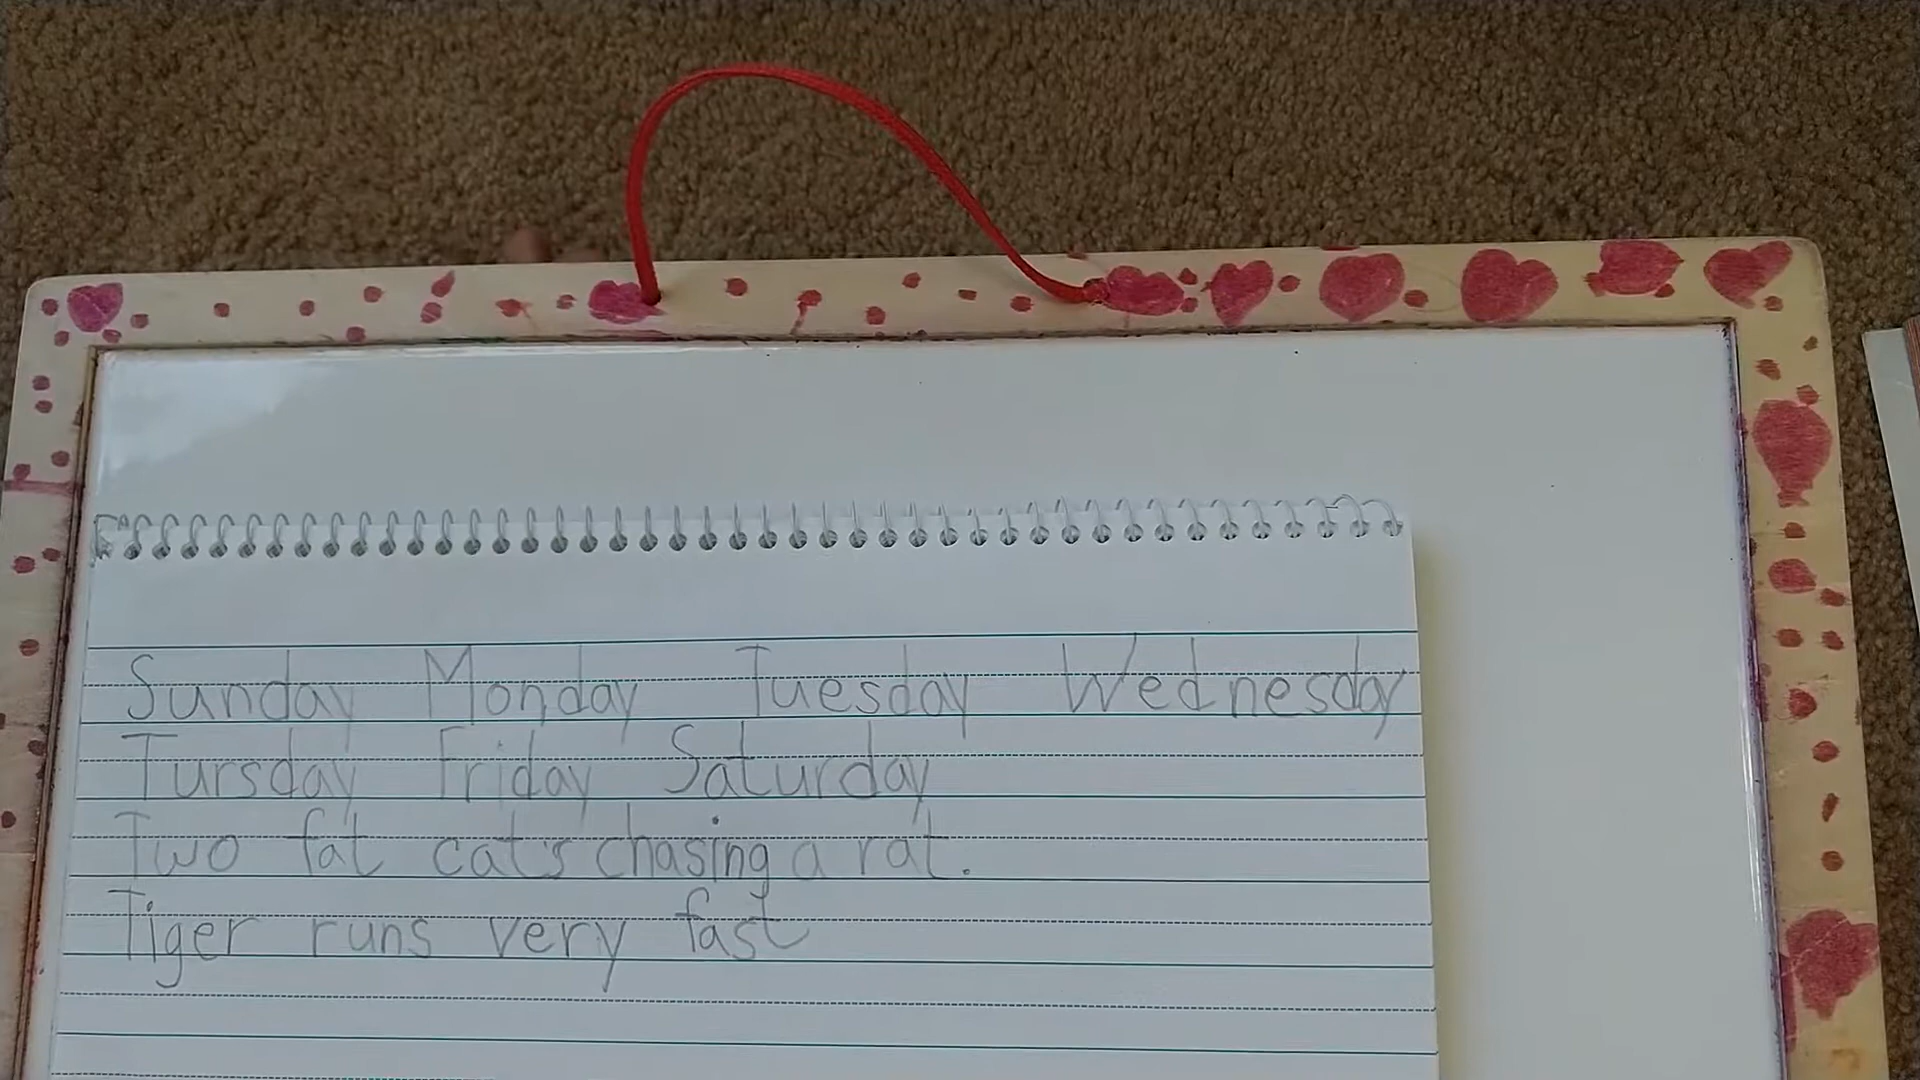 Sunday Monday Tuesday Wednesday
Tursday Friday Saturday
Two fat cat's chasing a rat.
Tiger runs very fast